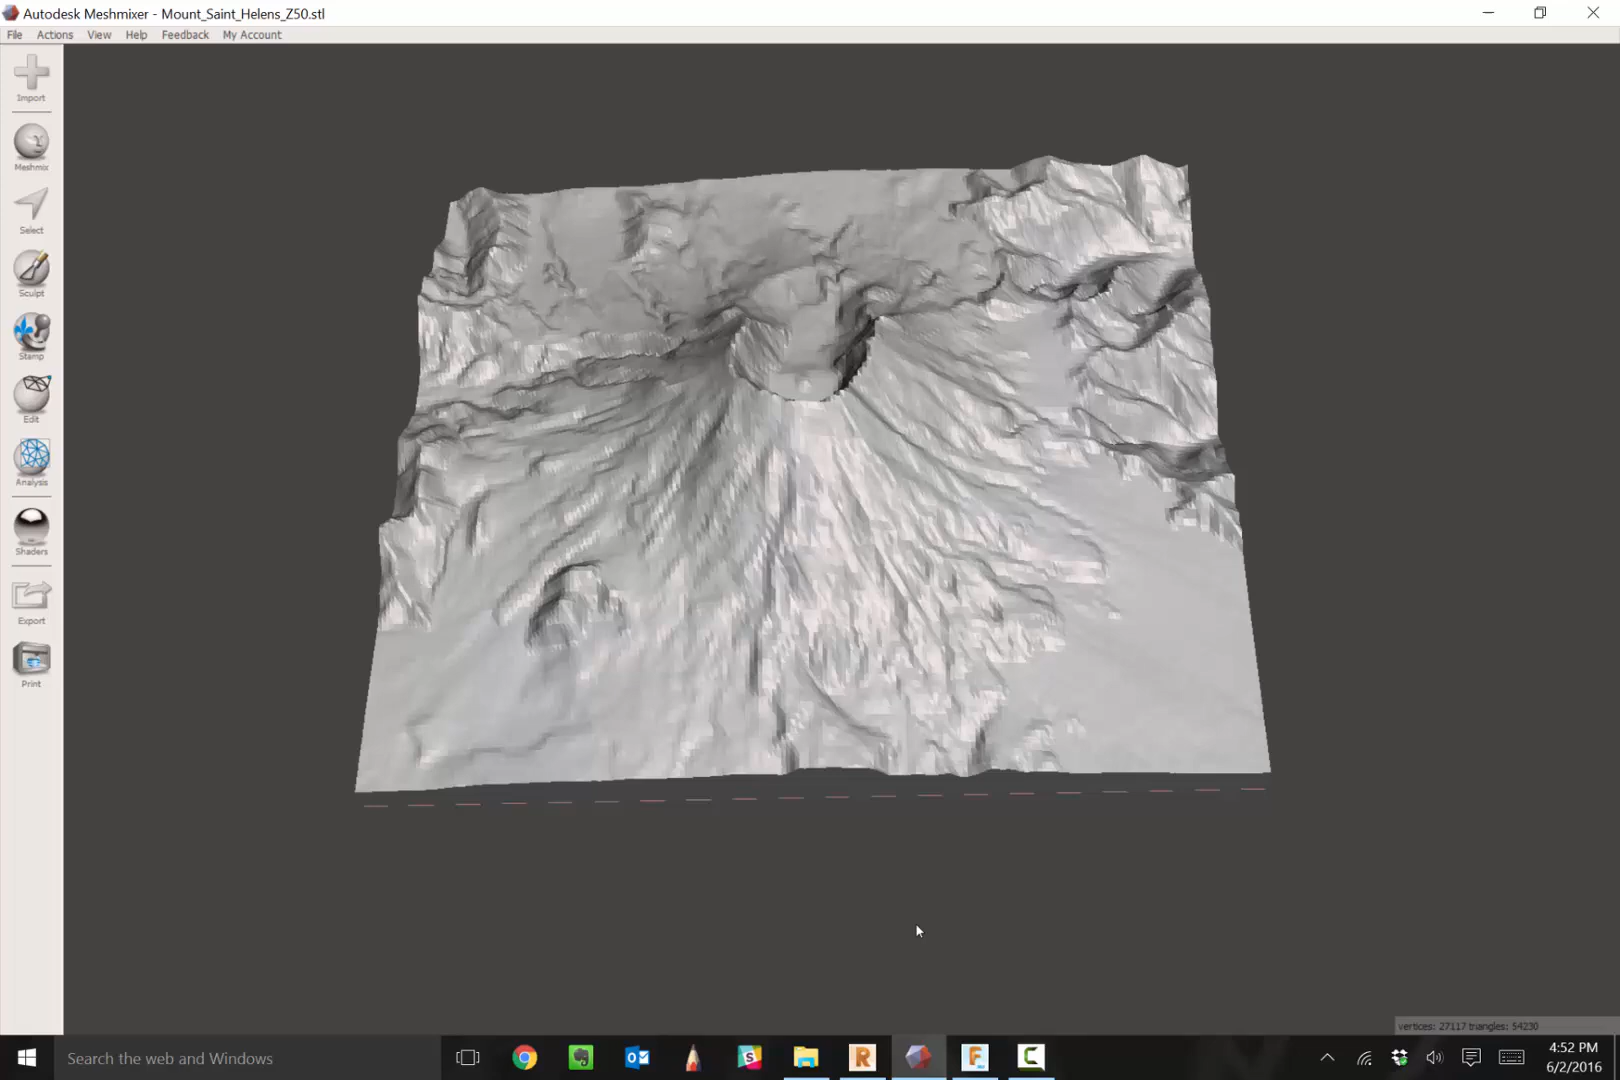 Autodesk Meshmixer - Mount_Saint_Helens_Z50.stl
File Actions View Help Feedback My Account
Import
Meshmix
Select
Sculpt
Stamp
Edit
Analysis
Shaders
Export
Print
vertices: 27117 triangles: 54230
Search the web and Windows
4:52 PM
6/2/2016